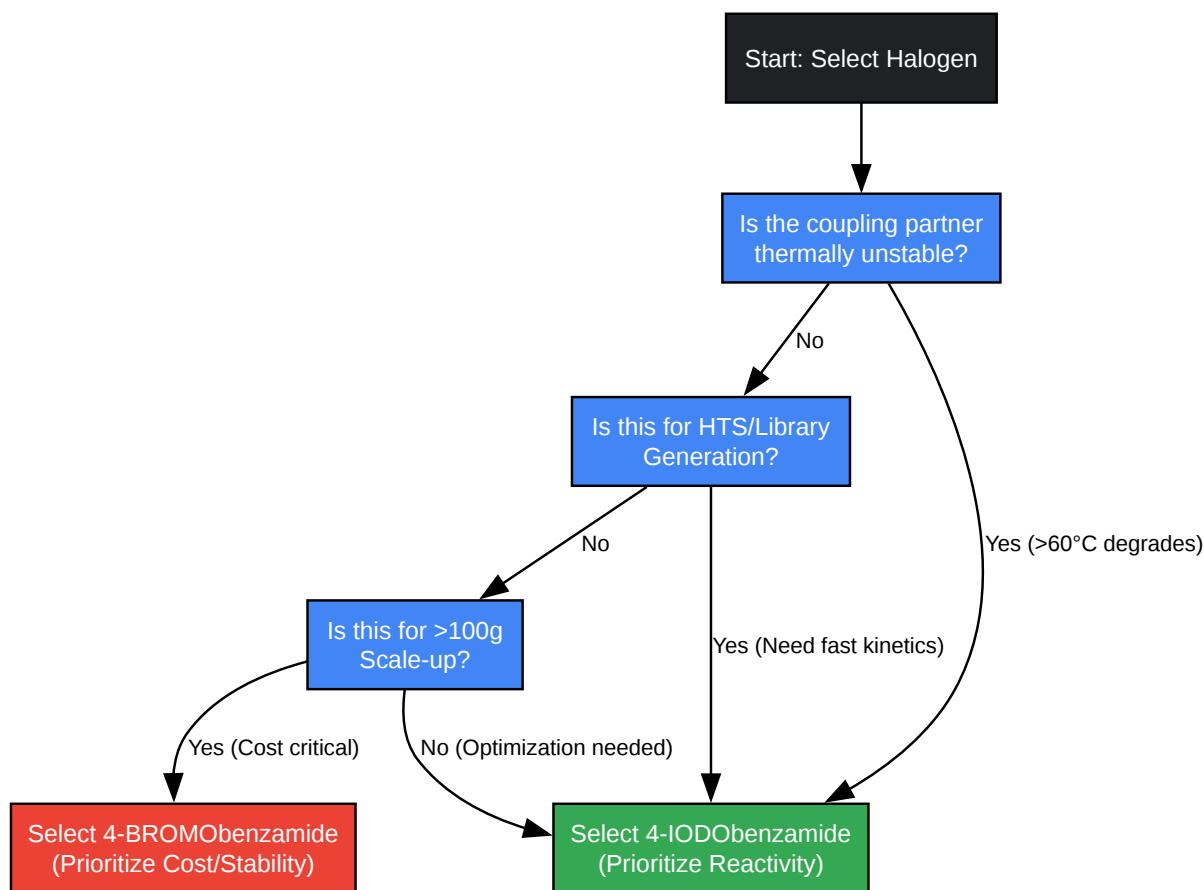 Start: Select Halogen
Is the coupling partner
thermally unstable?
No
Is this for HTS/Library
Generation?
No
Yes (>60°C degrades)
Is this for >100g
Scale-up?
Yes (Need fast kinetics)
Yes (Cost critical)
No (Optimization needed)
Select 4-BROMObenzamide
(Prioritize Cost/Stability)
Select 4-IODObenzamide
(Prioritize Reactivity)